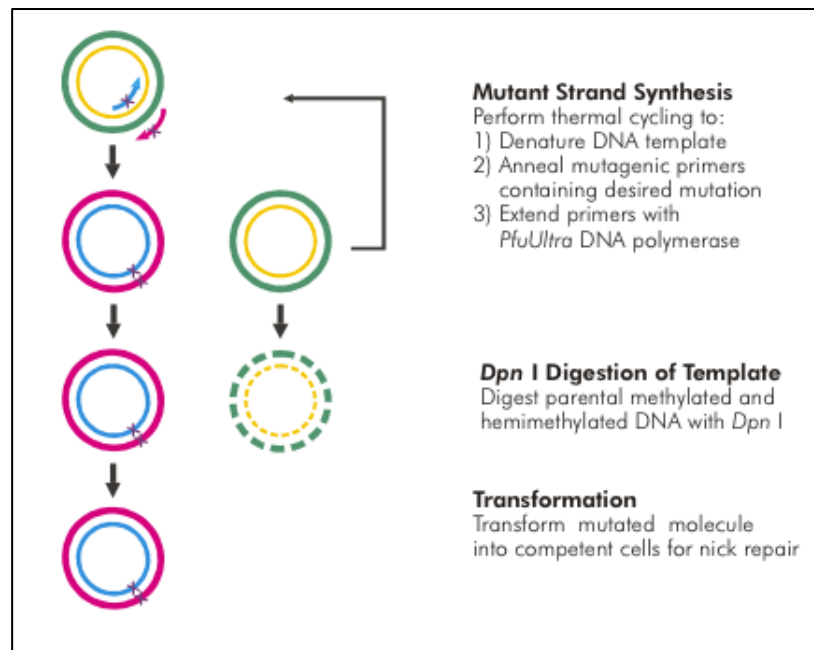 Mutant Strand Synthesis
Perform thermal cycling to:
1) Denature DNA template
2) Anneal mutagenic primers
containing desired mutation
3) Extend primers with
PfuUltra DNA polymerase
Dpn I Digestion of Template
Digest parental methylated and
hemimethylated DNA with Dpn I
Transformation
Transform mutated molecule
into competent cells for nick repair